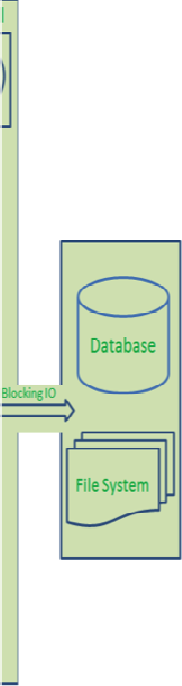 Database
Blocking IO
File System